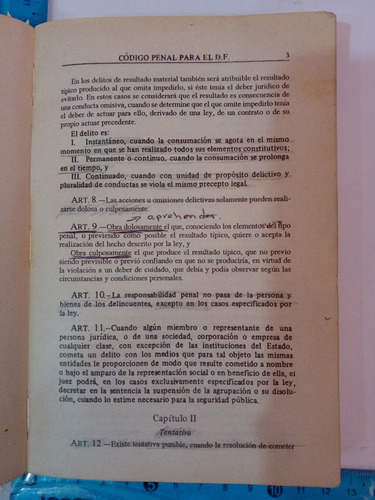 CÓDIGO PENAL PARA EL D.F. 3
En los delitos de resultado material también será atribuible el resultado
típico producido al que omita impedirlo, si éste tenía el deber jurídico de
evitarlo. En estos casos se considerará que el resultado es consecuencia
de una conducta omisiva, cuando se determine que el que omite impedirlo tenía
el deber de actuar para ello, derivado de una ley, de un contrato o de su
propio actuar precedente.
El delito es:
I. Instantáneo, cuando la consumación se agota en el mismo
momento en que se han realizado todos sus elementos constitutivos;
II. Permanente o continuo, cuando la consumación se prolonga
en el tiempo, y
III. Continuado, cuando con unidad de propósito delictivo y
pluralidad de conductas se viola el mismo precepto legal.
ART. 8.—Las acciones u omisiones delictivas solamente pueden reali-
zarse dolosa o culposamente.
aprehender.
ART. 9.—Obra dolosamente el que, conociendo los elementos del tipo
penal, o previendo como posible el resultado típico, quiere o acepta la
realización del hecho descrito por la ley, y
Obra culposamente el que produce el resultado típico, que no previo
siendo previsible o previo confiando en que no se produciría, en virtud de
la violación a un deber de cuidado, que debía y podía observar según las
circunstancias y condiciones personales.
ART. 10.—La responsabilidad penal no pasa de la persona y
bienes de los delincuentes, excepto en los casos especificados por
la ley.
ART. 11.—Cuando algún miembro o representante de una
persona jurídica, o de una sociedad, corporación o empresa de
cualquier clase, con excepción de las instituciones del Estado,
cometa un delito con los medios que para tal objeto las mismas
entidades le proporcionen de modo que resulte cometido a nombre
o bajo el amparo de la representación social o en beneficio de ella, el
juez podrá, en los casos exclusivamente especificados por la ley,
decretar en la sentencia la suspensión de la agrupación o su disolu-
ción, cuando lo estime necesario para la seguridad pública.
Capítulo II
Tentativa
ART. 12.—Existe tentativa punible, cuando la resolución de cometer
10 11 12 13